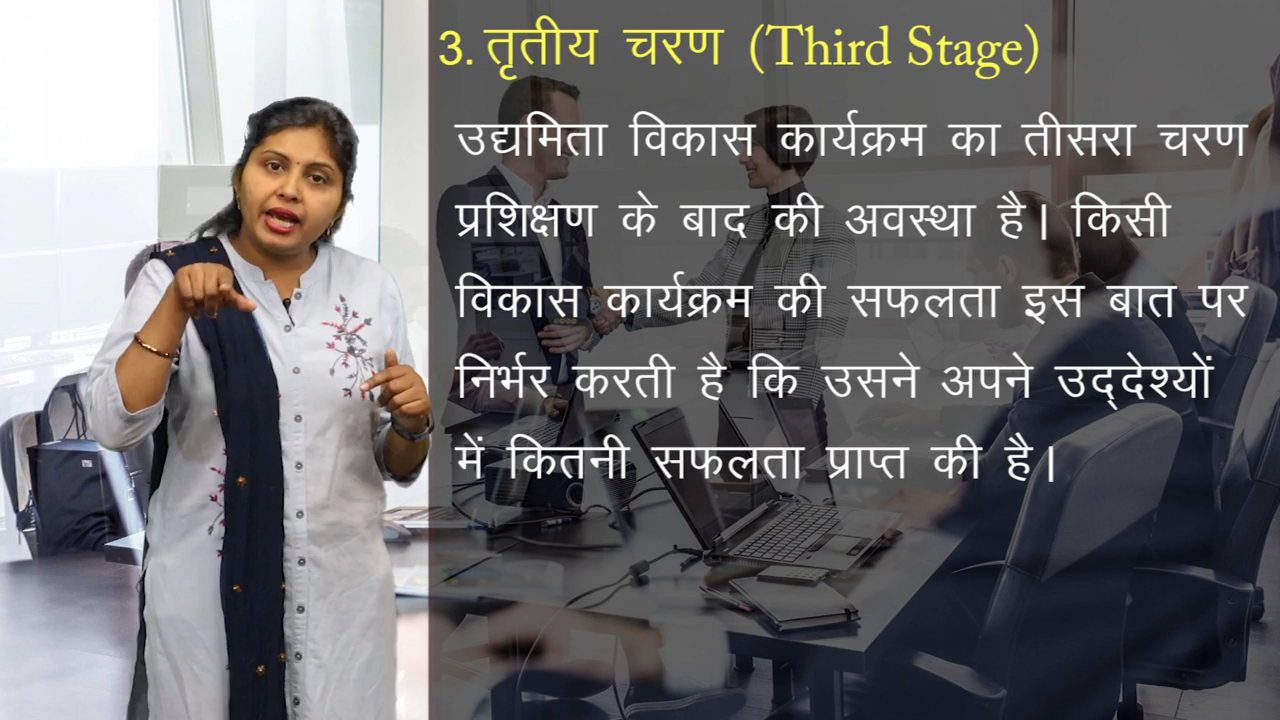 3. तृतीय चरण (Third Stage)
उद्यमिता विकास कार्यक्रम का तीसरा चरण
प्रशिक्षण के बाद की अवस्था है। किसी
विकास कार्यक्रम की सफलता इस बात पर
निर्भर करती है कि उसने अपने उद्‌देश्यों
में कितनी सफलता प्राप्त की है।